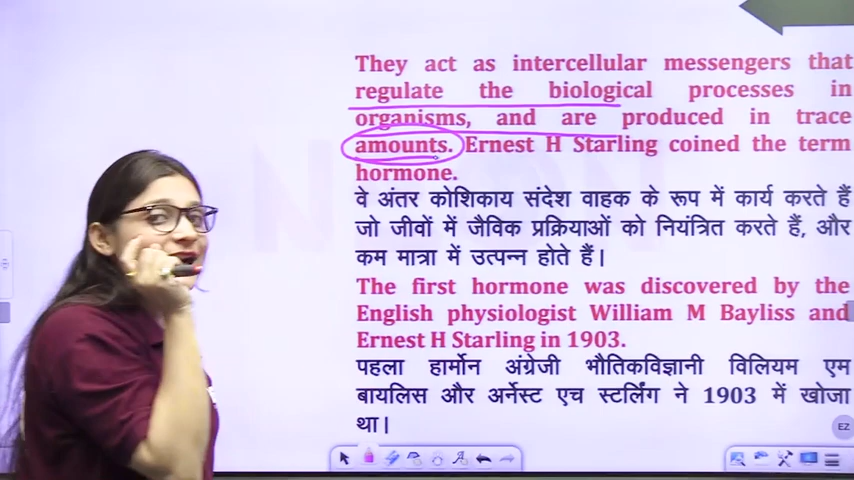 They act as intercellular messengers that
regulate the biological processes in
organisms, and are produced in trace
amounts. Ernest H Starling coined the term
hormone.
वे अंतर कोशिकाय संदेश वाहक के रूप में कार्य करते हैं
जो जीवों में जैविक प्रक्रियाओं को नियंत्रित करते हैं, और
कम मात्रा में उत्पन्न होते हैं।
The first hormone was discovered by the
English physiologist William M Bayliss and
Ernest H Starling in 1903.
पहला हार्मोन अंग्रेजी भौतिकविज्ञानी विलियम एम
बायलिस और अर्नेस्ट एच स्टर्लिंग ने 1903 में खोजा
था।
EZ